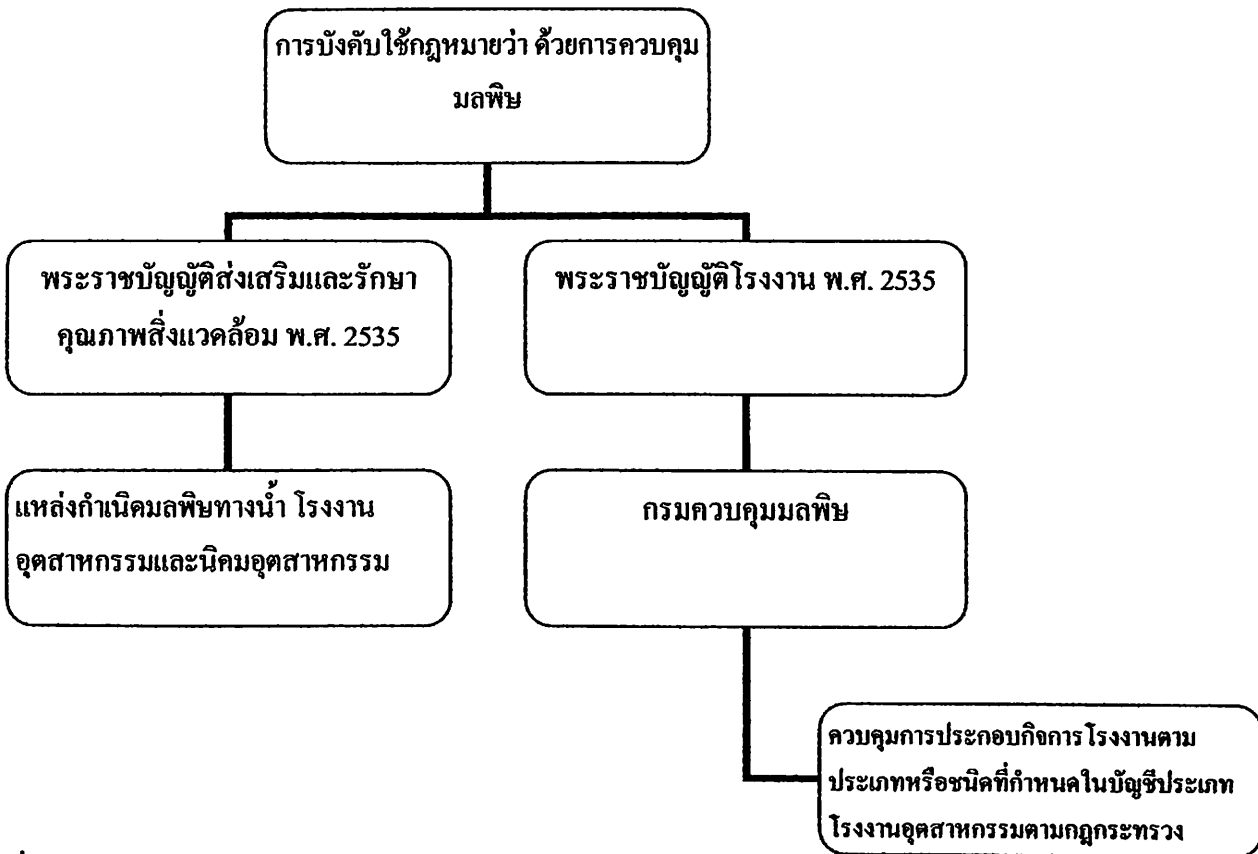 การบังคับใช้กฎหมายว่า ด้วยการควบคุม
มลพิษ
พระราชบัญญัติส่งเสริมและรักษา
คุณภาพสิ่งแวดล้อม พ.ศ. 2535
พระราชบัญญัติโรงงาน พ.ศ. 2535
แหล่งกำเนิดมลพิษทางน้ำ โรงงาน
อุตสาหกรรมและนิคมอุตสาหกรรม
กรมควบคุมมลพิษ
ควบคุมการประกอบกิจการโรงงานตาม
ประเภทหรือชนิดที่กำหนดในบัญชีประเภท
โรงงานอุตสาหกรรมตามกฎกระทรวง